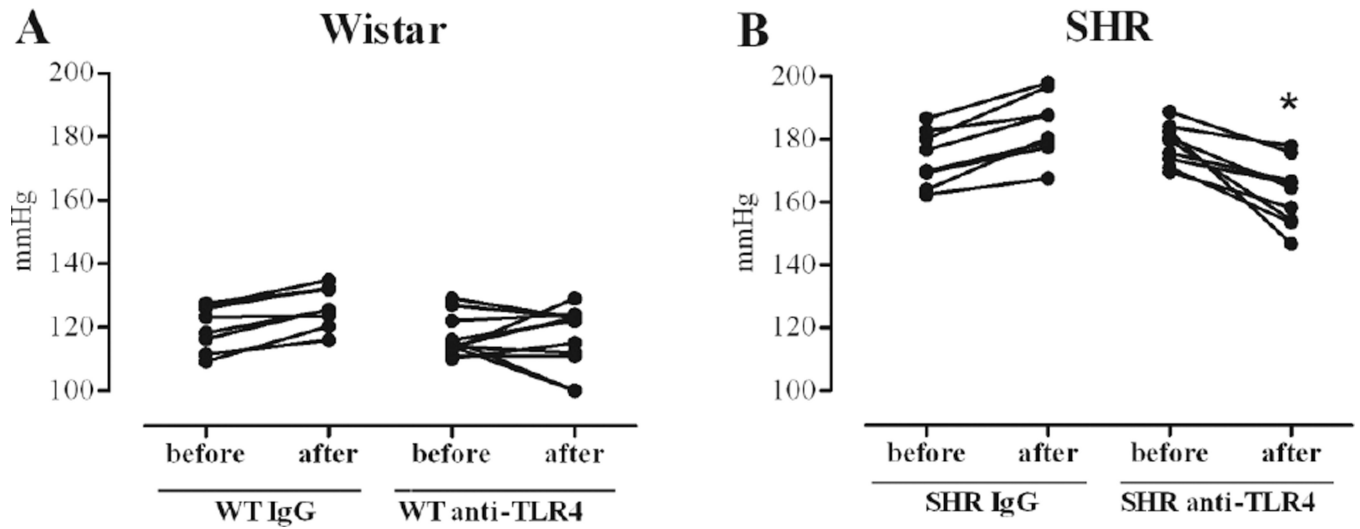 A Wistar
200
180
160
140
120
100
mmHg
before after before after
WT IgG WT anti-TLR4
B SHR
200
180
160
140
120
100
mmHg
*
before after before after
SHR IgG SHR anti-TLR4